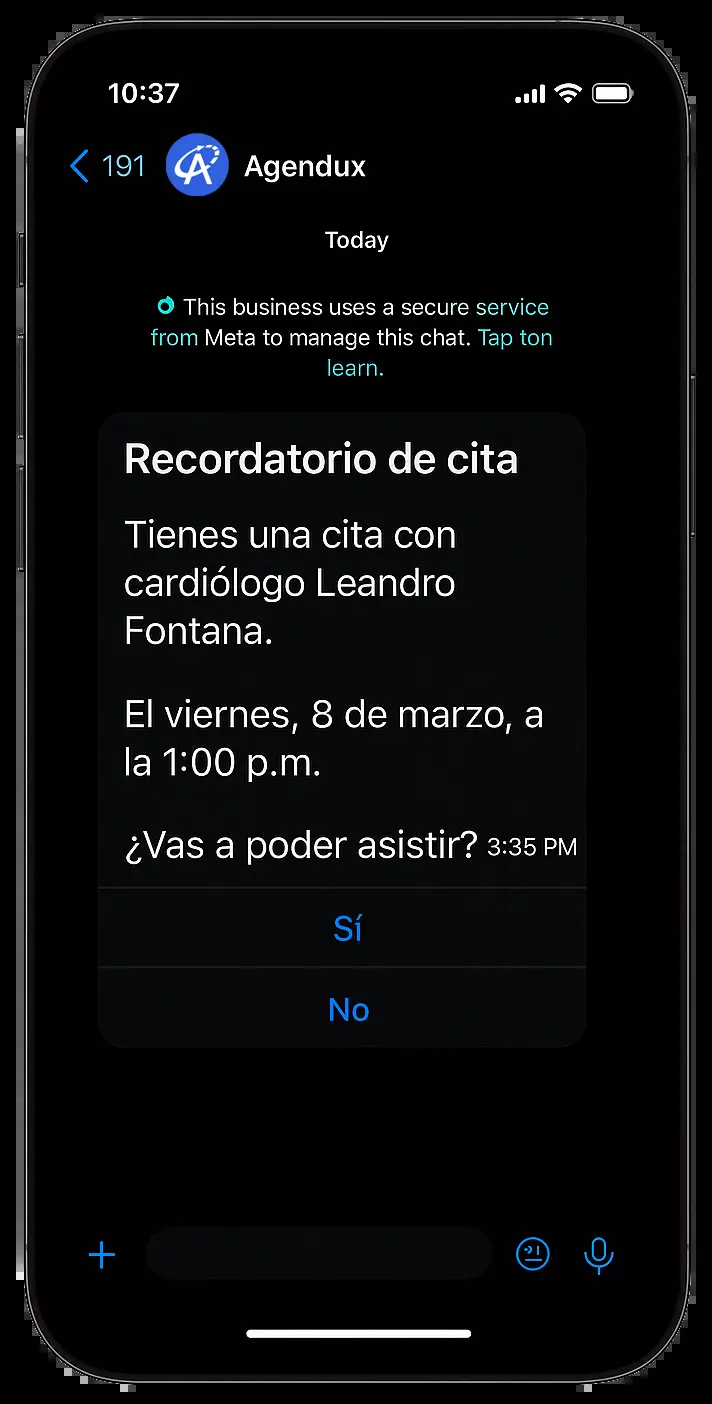 10:37
191 Agendux
Today
This business uses a secure service
from Meta to manage this chat. Tap ton
learn.
Recordatorio de cita
Tienes una cita con
cardiólogo Leandro
Fontana.
El viernes, 8 de marzo, a
la 1:00 p.m.
¿Vas a poder asistir? 3:35 PM
Sí
No